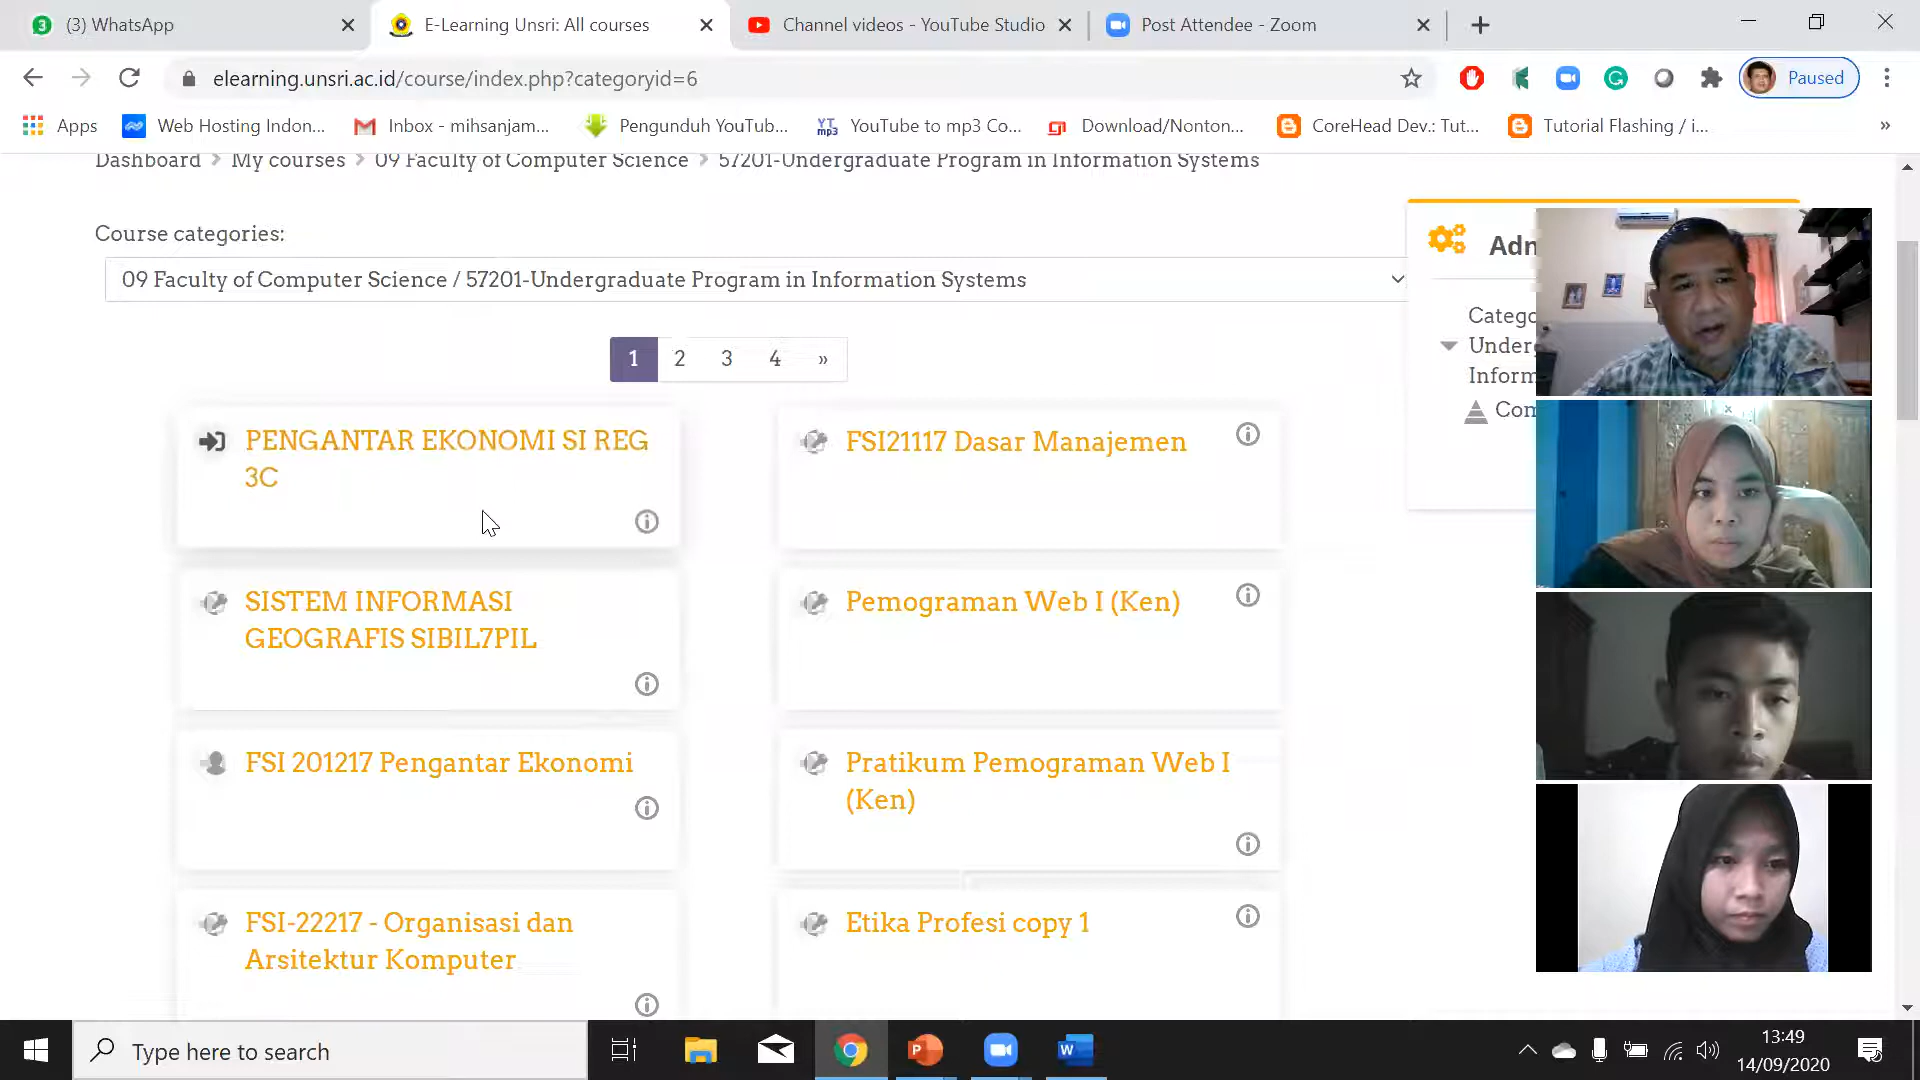 (3) WhatsApp
E-Learning Unsri: All courses
Channel videos - YouTube Studio
Post Attendee - Zoom
elearning.unsri.ac.id/course/index.php?categoryid=6
Paused
Apps
Web Hosting Indon...
Inbox - mihsanjam...
Pengunduh YouTub...
YouTube to mp3 Co...
Download/Nonton...
CoreHead Dev.: Tut...
Tutorial Flashing / i...
Dashboard > My courses > 09 Faculty of Computer Science > 57201-Undergraduate Program in Information Systems
Course categories:
09 Faculty of Computer Science / 57201-Undergraduate Program in Information Systems
1 2 3 4 »
PENGANTAR EKONOMI SI REG
3C
FSI21117 Dasar Manajemen
SISTEM INFORMASI
GEOGRAFIS SIBIL7PIL
Pemograman Web I (Ken)
FSI 201217 Pengantar Ekonomi
Pratikum Pemograman Web I
(Ken)
FSI-22217 - Organisasi dan
Arsitektur Komputer
Etika Profesi copy 1
Adn
Catego
Under
Inform
Com
Type here to search
13:49
14/09/2020